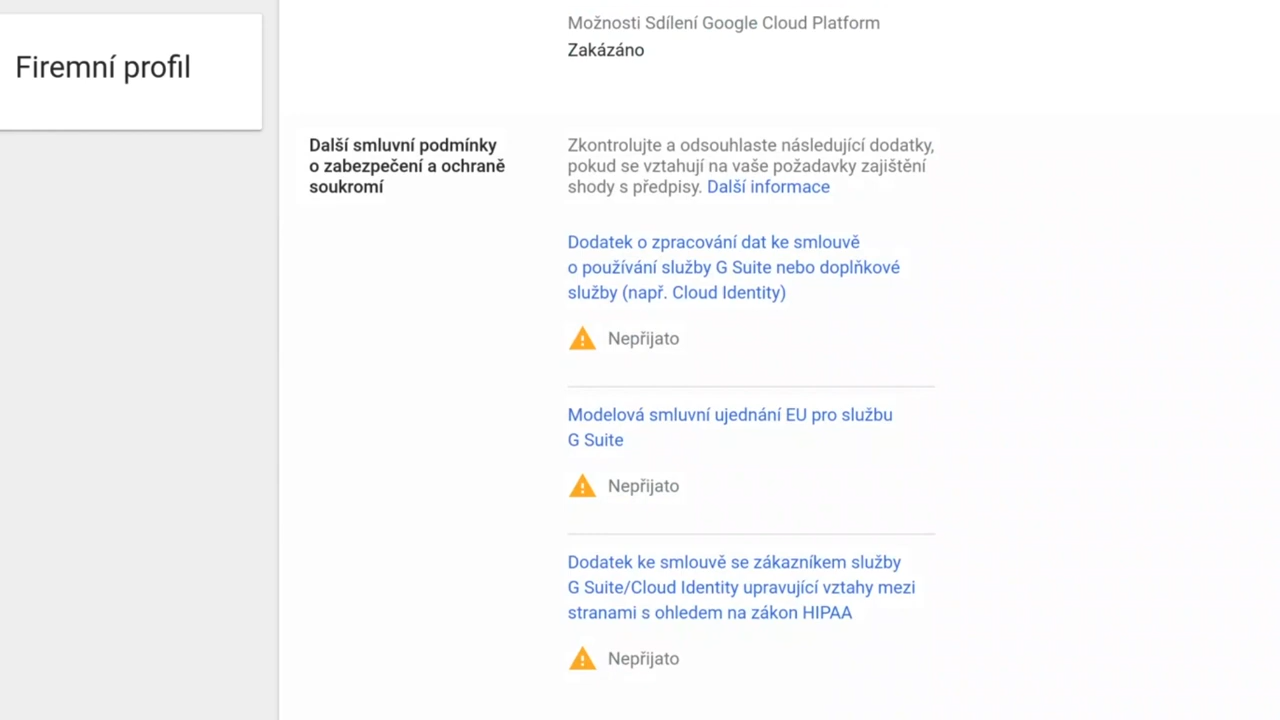 Možnosti Sdílení Google Cloud Platform
Zakázáno
Firemní profil
Další smluvní podmínky
o zabezpečení a ochraně
soukromí
Zkontrolujte a odsouhlaste následující dodatky,
pokud se vztahují na vaše požadavky zajištění
shody s předpisy. Další informace
Dodatek o zpracování dat ke smlouvě
o používání služby G Suite nebo doplňkové
služby (např. Cloud Identity)
Nepřijato
Modelová smluvní ujednání EU pro službu
G Suite
Nepřijato
Dodatek ke smlouvě se zákazníkem služby
G Suite/Cloud Identity upravující vztahy mezi
stranami s ohledem na zákon HIPAA
Nepřijato